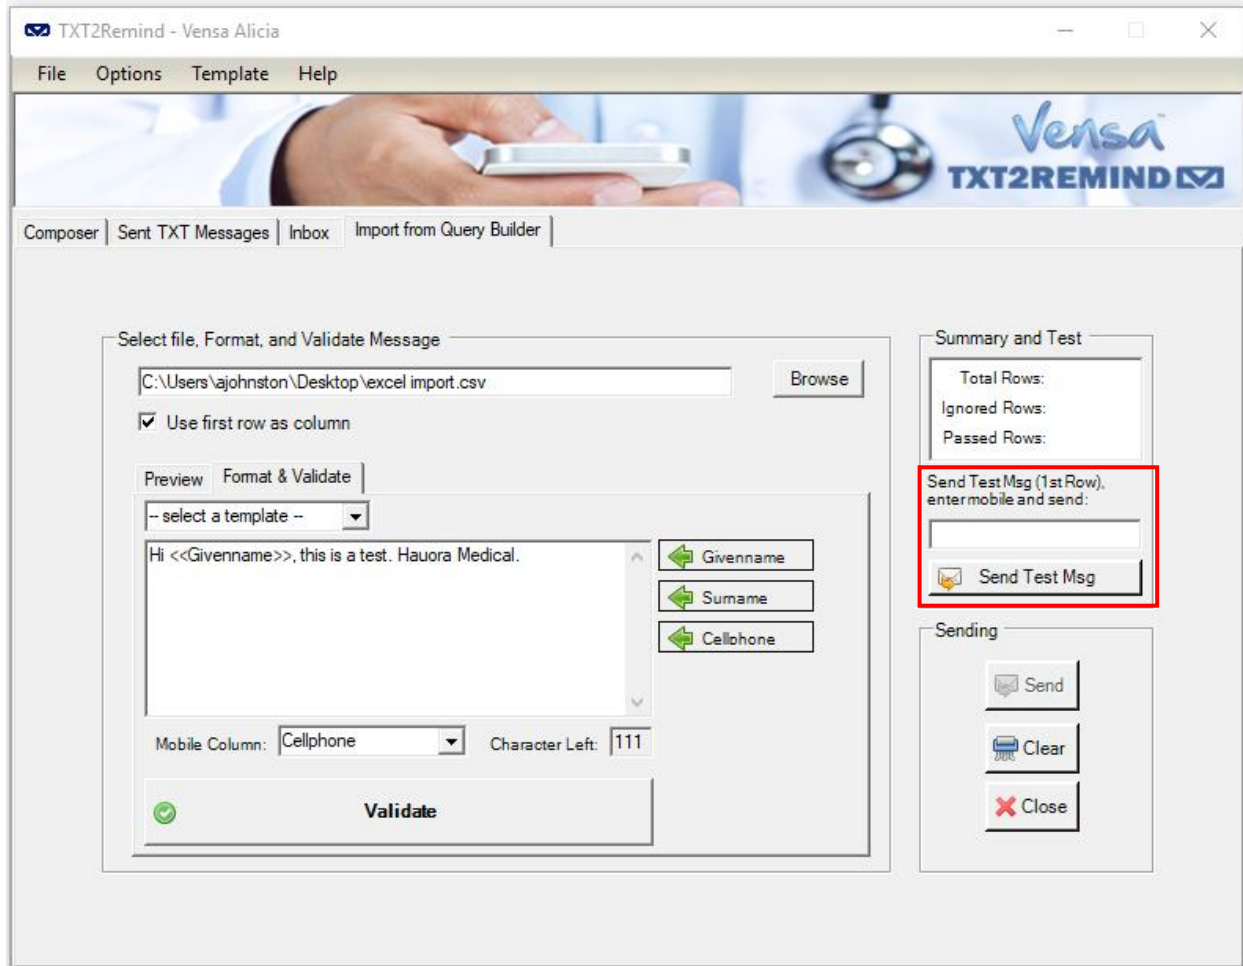 TXT2Remind - Vensa Alicia
File Options Template Help
Vensa
TXT2REMIND
Composer Sent TXT Messages Inbox Import from Query Builder
Select file, Format, and Validate Message
C:\Users\ajohnston\Desktop\excel import.csv
Browse
Use first row as column
Preview Format & Validate
-- select a template --
Hi <<Givenname>>, this is a test. Hauora Medical.
Givenname
Surname
Cellphone
Mobile Column: Cellphone Character Left: 111
Validate
Summary and Test
Total Rows:
Ignored Rows:
Passed Rows:
Send Test Msg (1st Row),
enter mobile and send:
Send Test Msg
Sending
Send
Clear
Close